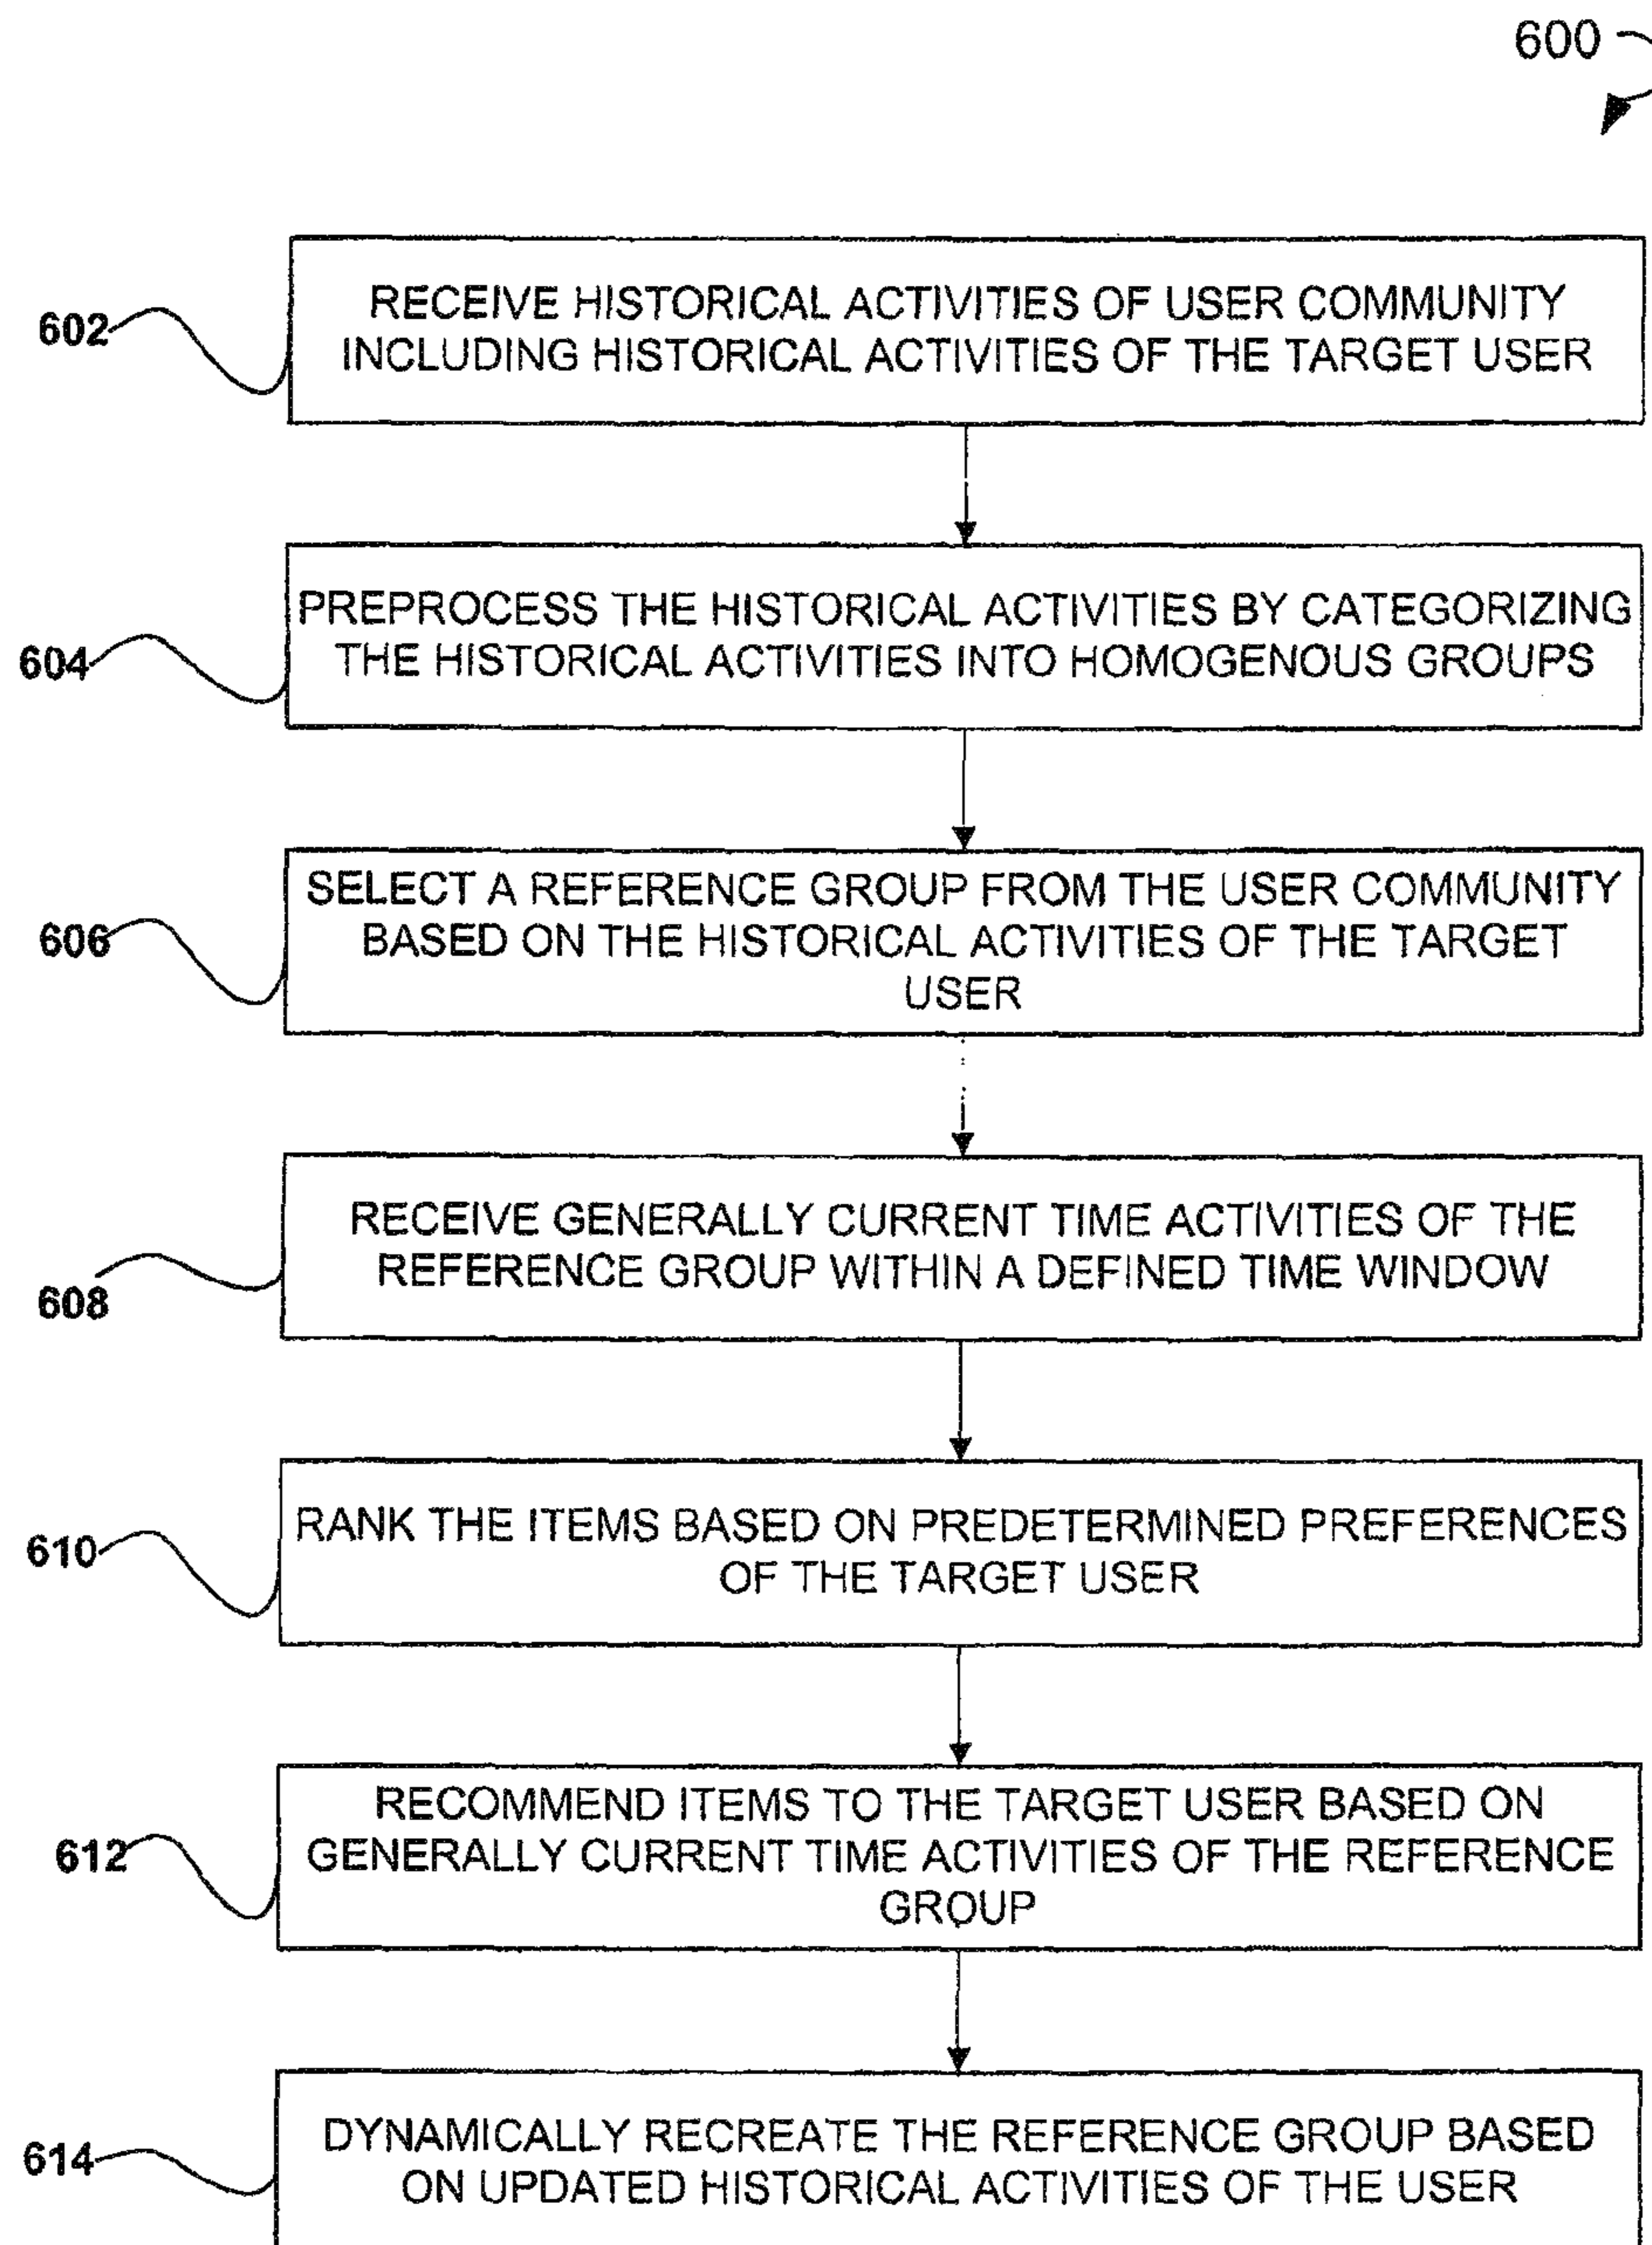 600
602
RECEIVE HISTORICAL ACTIVITIES OF USER COMMUNITY
INCLUDING HISTORICAL ACTIVITIES OF THE TARGET USER
604
PREPROCESS THE HISTORICAL ACTIVITIES BY CATEGORIZING
THE HISTORICAL ACTIVITIES INTO HOMOGENOUS GROUPS
606
SELECT A REFERENCE GROUP FROM THE USER COMMUNITY
BASED ON THE HISTORICAL ACTIVITIES OF THE TARGET
USER
608
RECEIVE GENERALLY CURRENT TIME ACTIVITIES OF THE
REFERENCE GROUP WITHIN A DEFINED TIME WINDOW
610
RANK THE ITEMS BASED ON PREDETERMINED PREFERENCES
OF THE TARGET USER
612
RECOMMEND ITEMS TO THE TARGET USER BASED ON
GENERALLY CURRENT TIME ACTIVITIES OF THE REFERENCE
GROUP
614
DYNAMICALLY RECREATE THE REFERENCE GROUP BASED
ON UPDATED HISTORICAL ACTIVITIES OF THE USER